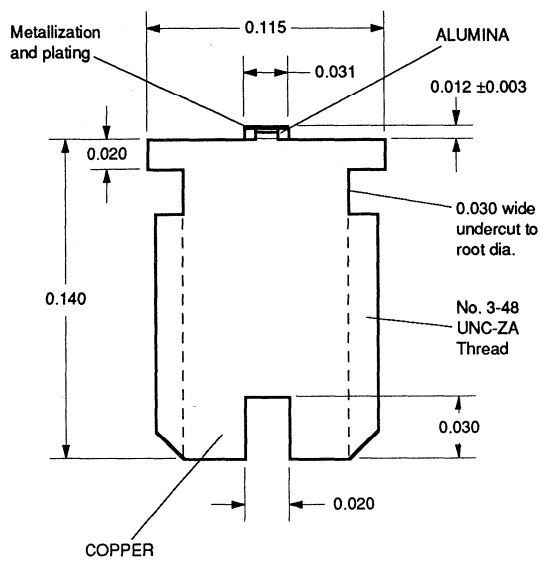 Metallization
and plating
0.115
ALUMINA
0.031
0.012 ±0.003
0.020
0.030 wide
undercut to
root dia.
0.140
No. 3-48
UNC-ZA
Thread
0.030
0.020
COPPER